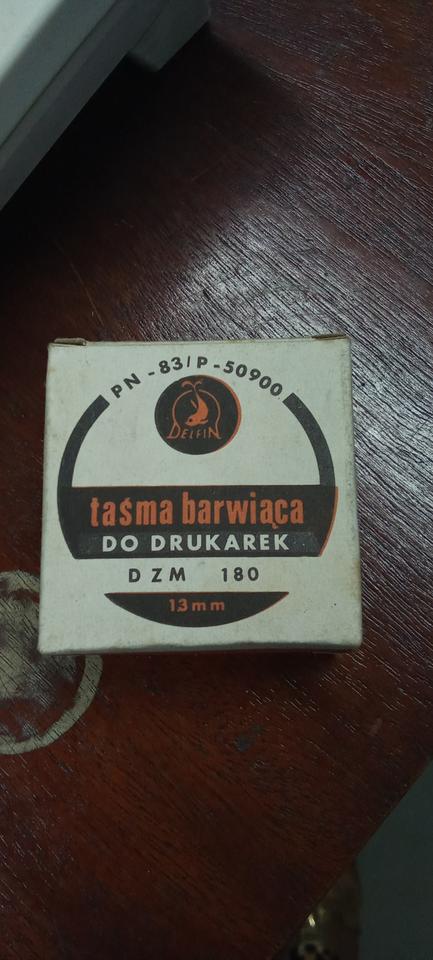 PN-83/P-50900
DELFIN
taśma barwiąca
DO DRUKAREK
DZM 180
13mm